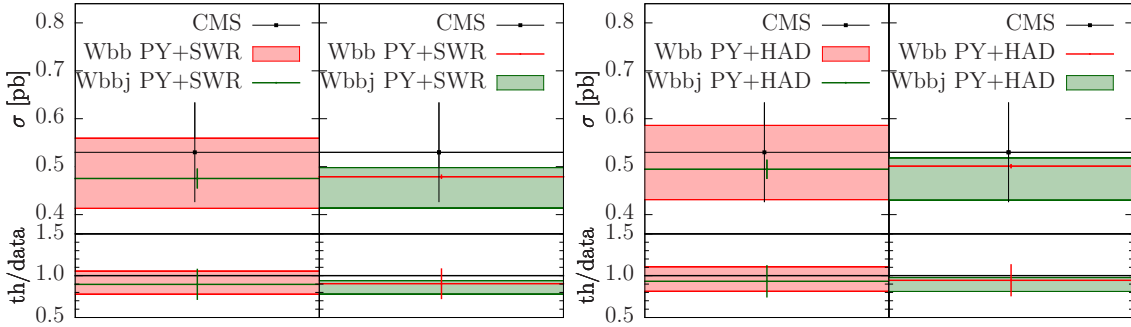 0.8
0.7
0.6
0.5
0.4
σ [pb]
CMS
Wbb PY+SWR
Wbbj PY+SWR
CMS
Wbb PY+SWR
Wbbj PY+SWR
1.5
1.0
0.5
th/data
0.8
0.7
0.6
0.5
0.4
σ [pb]
CMS
Wbb PY+HAD
Wbbj PY+HAD
CMS
Wbb PY+HAD
Wbbj PY+HAD
1.5
1.0
0.5
th/data